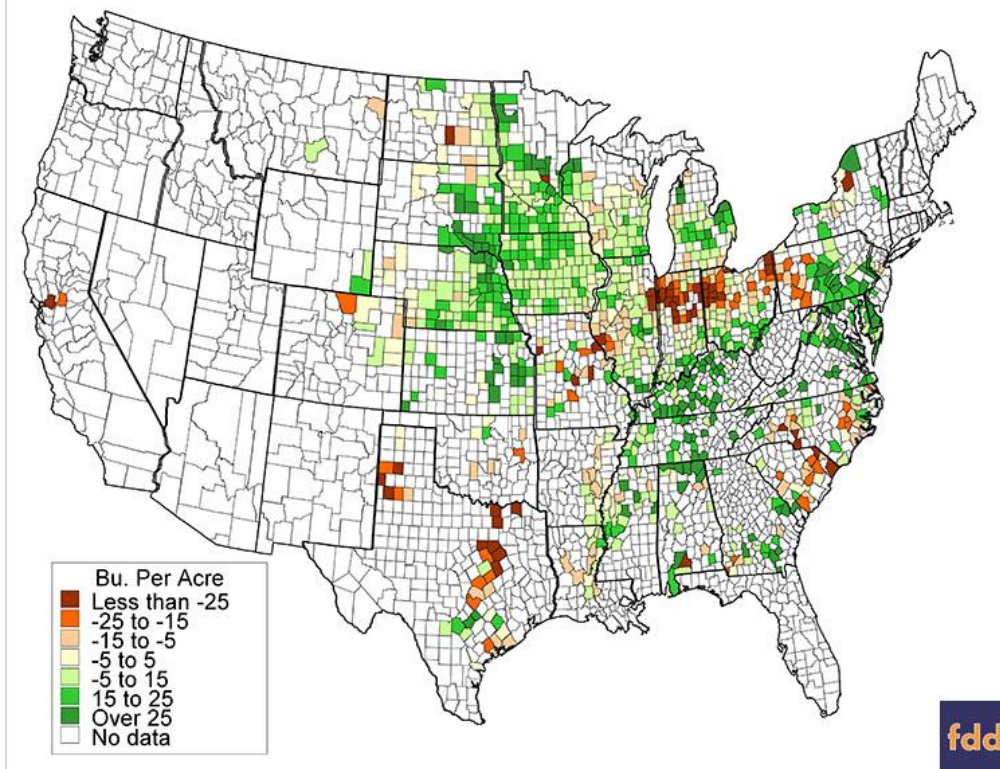 Bu. Per Acre
Less than -25
-25 to -15
-15 to -5
-5 to 5
-5 to 15
15 to 25
Over 25
No data
fdd